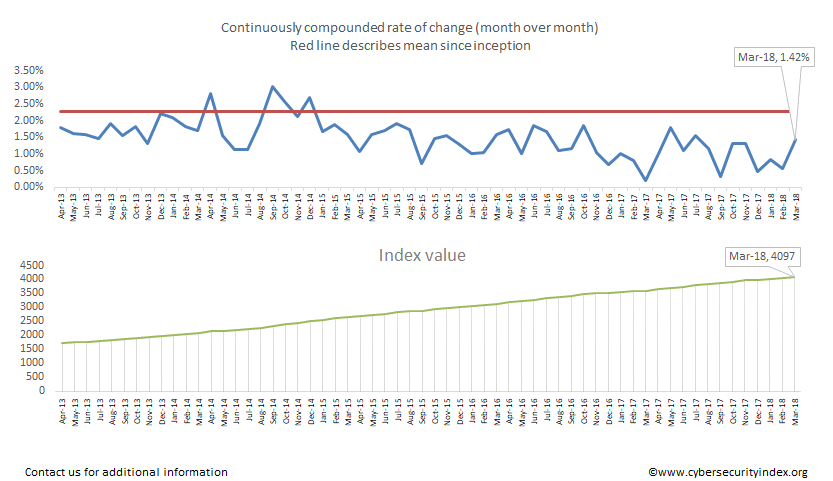 Continuously compounded rate of change (month over month)
Red line describes mean since inception
Mar-18, 1.42%
3.50%
3.00%
2.50%
2.00%
1.50%
1.00%
0.50%
0.00%
Apr-13 May-13 Jun-13 Jul-13 Aug-13 Sep-13 Oct-13 Nov-13 Dec-13 Jan-14 Feb-14 Mar-14 Apr-14 May-14 Jun-14 Jul-14 Aug-14 Sep-14 Oct-14 Nov-14 Dec-14 Jan-15 Feb-15 Mar-15 Apr-15 May-15 Jun-15 Jul-15 Aug-15 Sep-15 Oct-15 Nov-15 Dec-15 Jan-16 Feb-16 Mar-16 Apr-16 May-16 Jun-16 Jul-16 Aug-16 Sep-16 Oct-16 Nov-16 Dec-16 Jan-17 Feb-17 Mar-17 Apr-17 May-17 Jun-17 Jul-17 Aug-17 Sep-17 Oct-17 Nov-17 Dec-17 Jan-18 Feb-18 Mar-18
Index value
Mar-18, 4097
4500
4000
3500
3000
2500
2000
1500
1000
500
0
Apr-13 May-13 Jun-13 Jul-13 Aug-13 Sep-13 Oct-13 Nov-13 Dec-13 Jan-14 Feb-14 Mar-14 Apr-14 May-14 Jun-14 Jul-14 Aug-14 Sep-14 Oct-14 Nov-14 Dec-14 Jan-15 Feb-15 Mar-15 Apr-15 May-15 Jun-15 Jul-15 Aug-15 Sep-15 Oct-15 Nov-15 Dec-15 Jan-16 Feb-16 Mar-16 Apr-16 May-16 Jun-16 Jul-16 Aug-16 Sep-16 Oct-16 Nov-16 Dec-16 Jan-17 Feb-17 Mar-17 Apr-17 May-17 Jun-17 Jul-17 Aug-17 Sep-17 Oct-17 Nov-17 Dec-17 Jan-18 Feb-18 Mar-18
Contact us for additional information
©www.cybersecurityindex.org